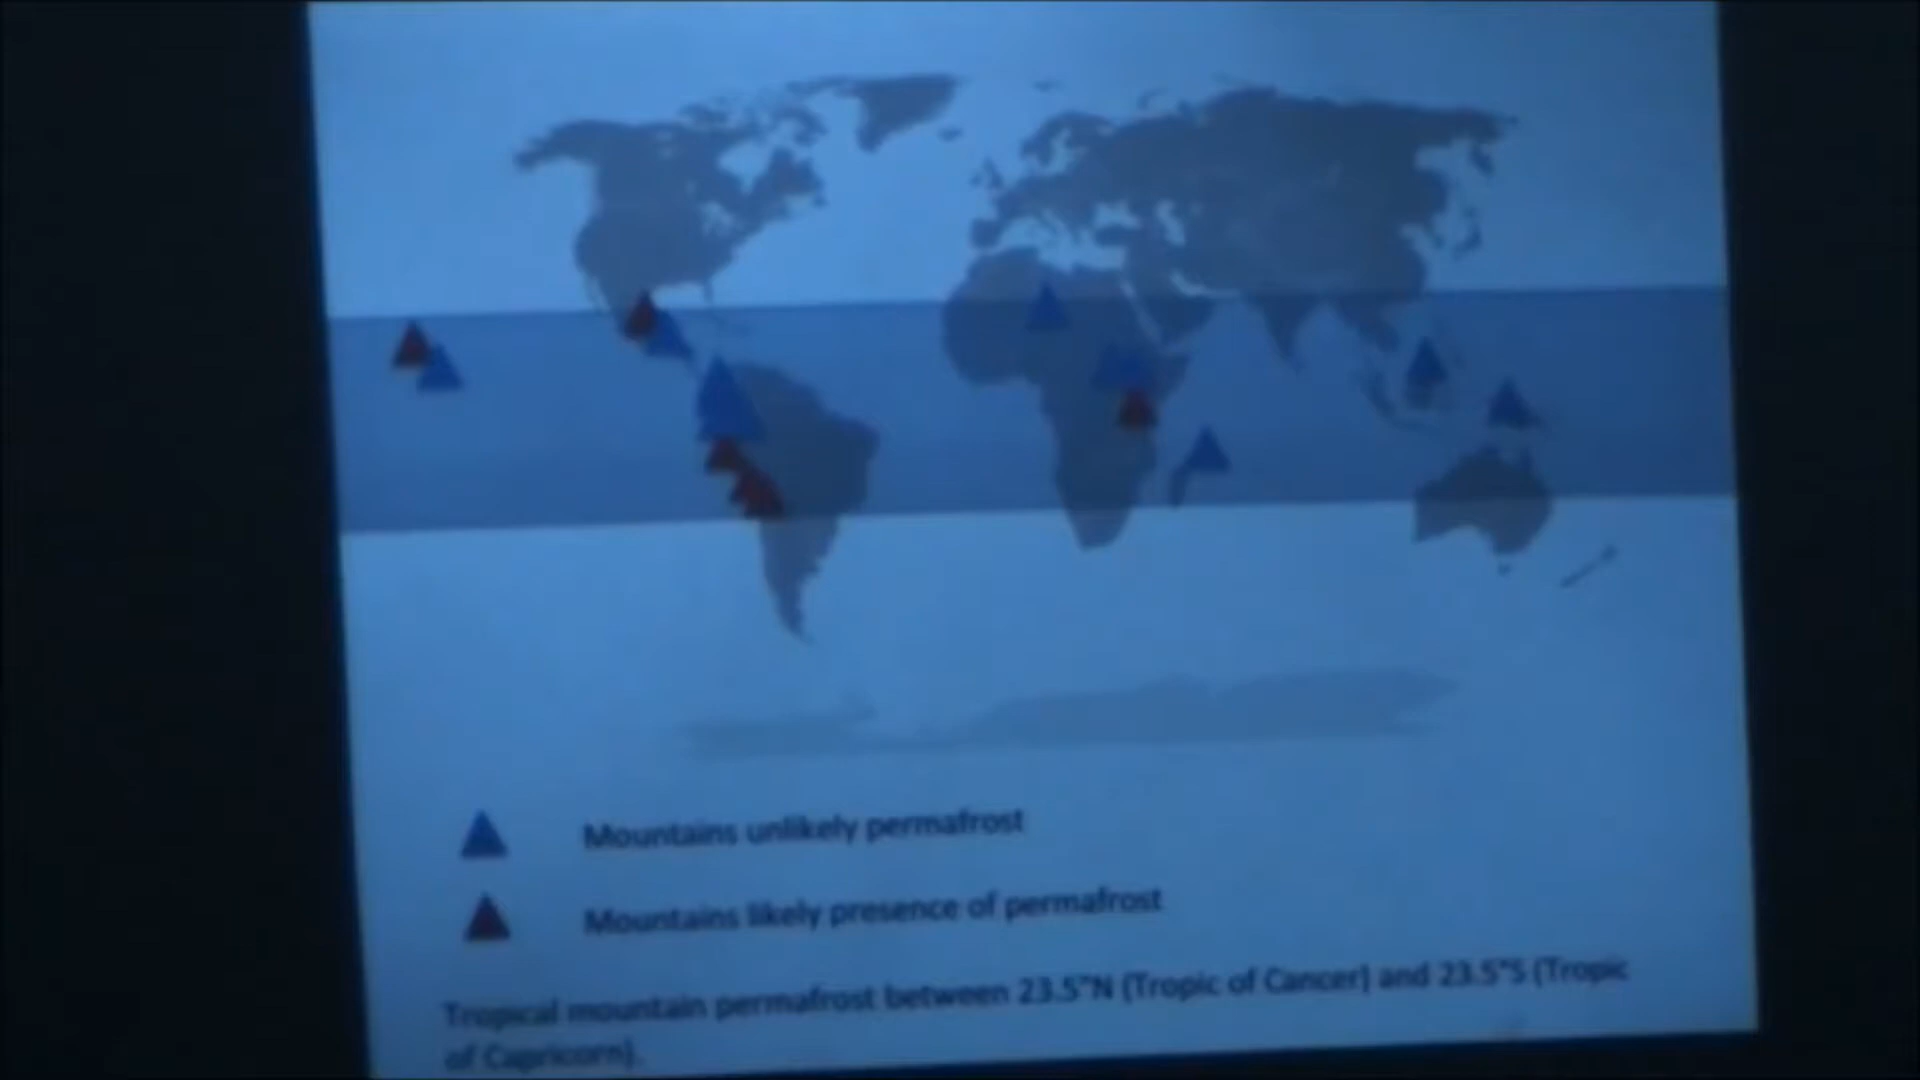 Mountains unlikely permafrost
Mountains likely presence of permafrost
Tropical mountain permafrost between 23.5°N (Tropic of Cancer) and 23.5°S (Tropic
of Capricorn).